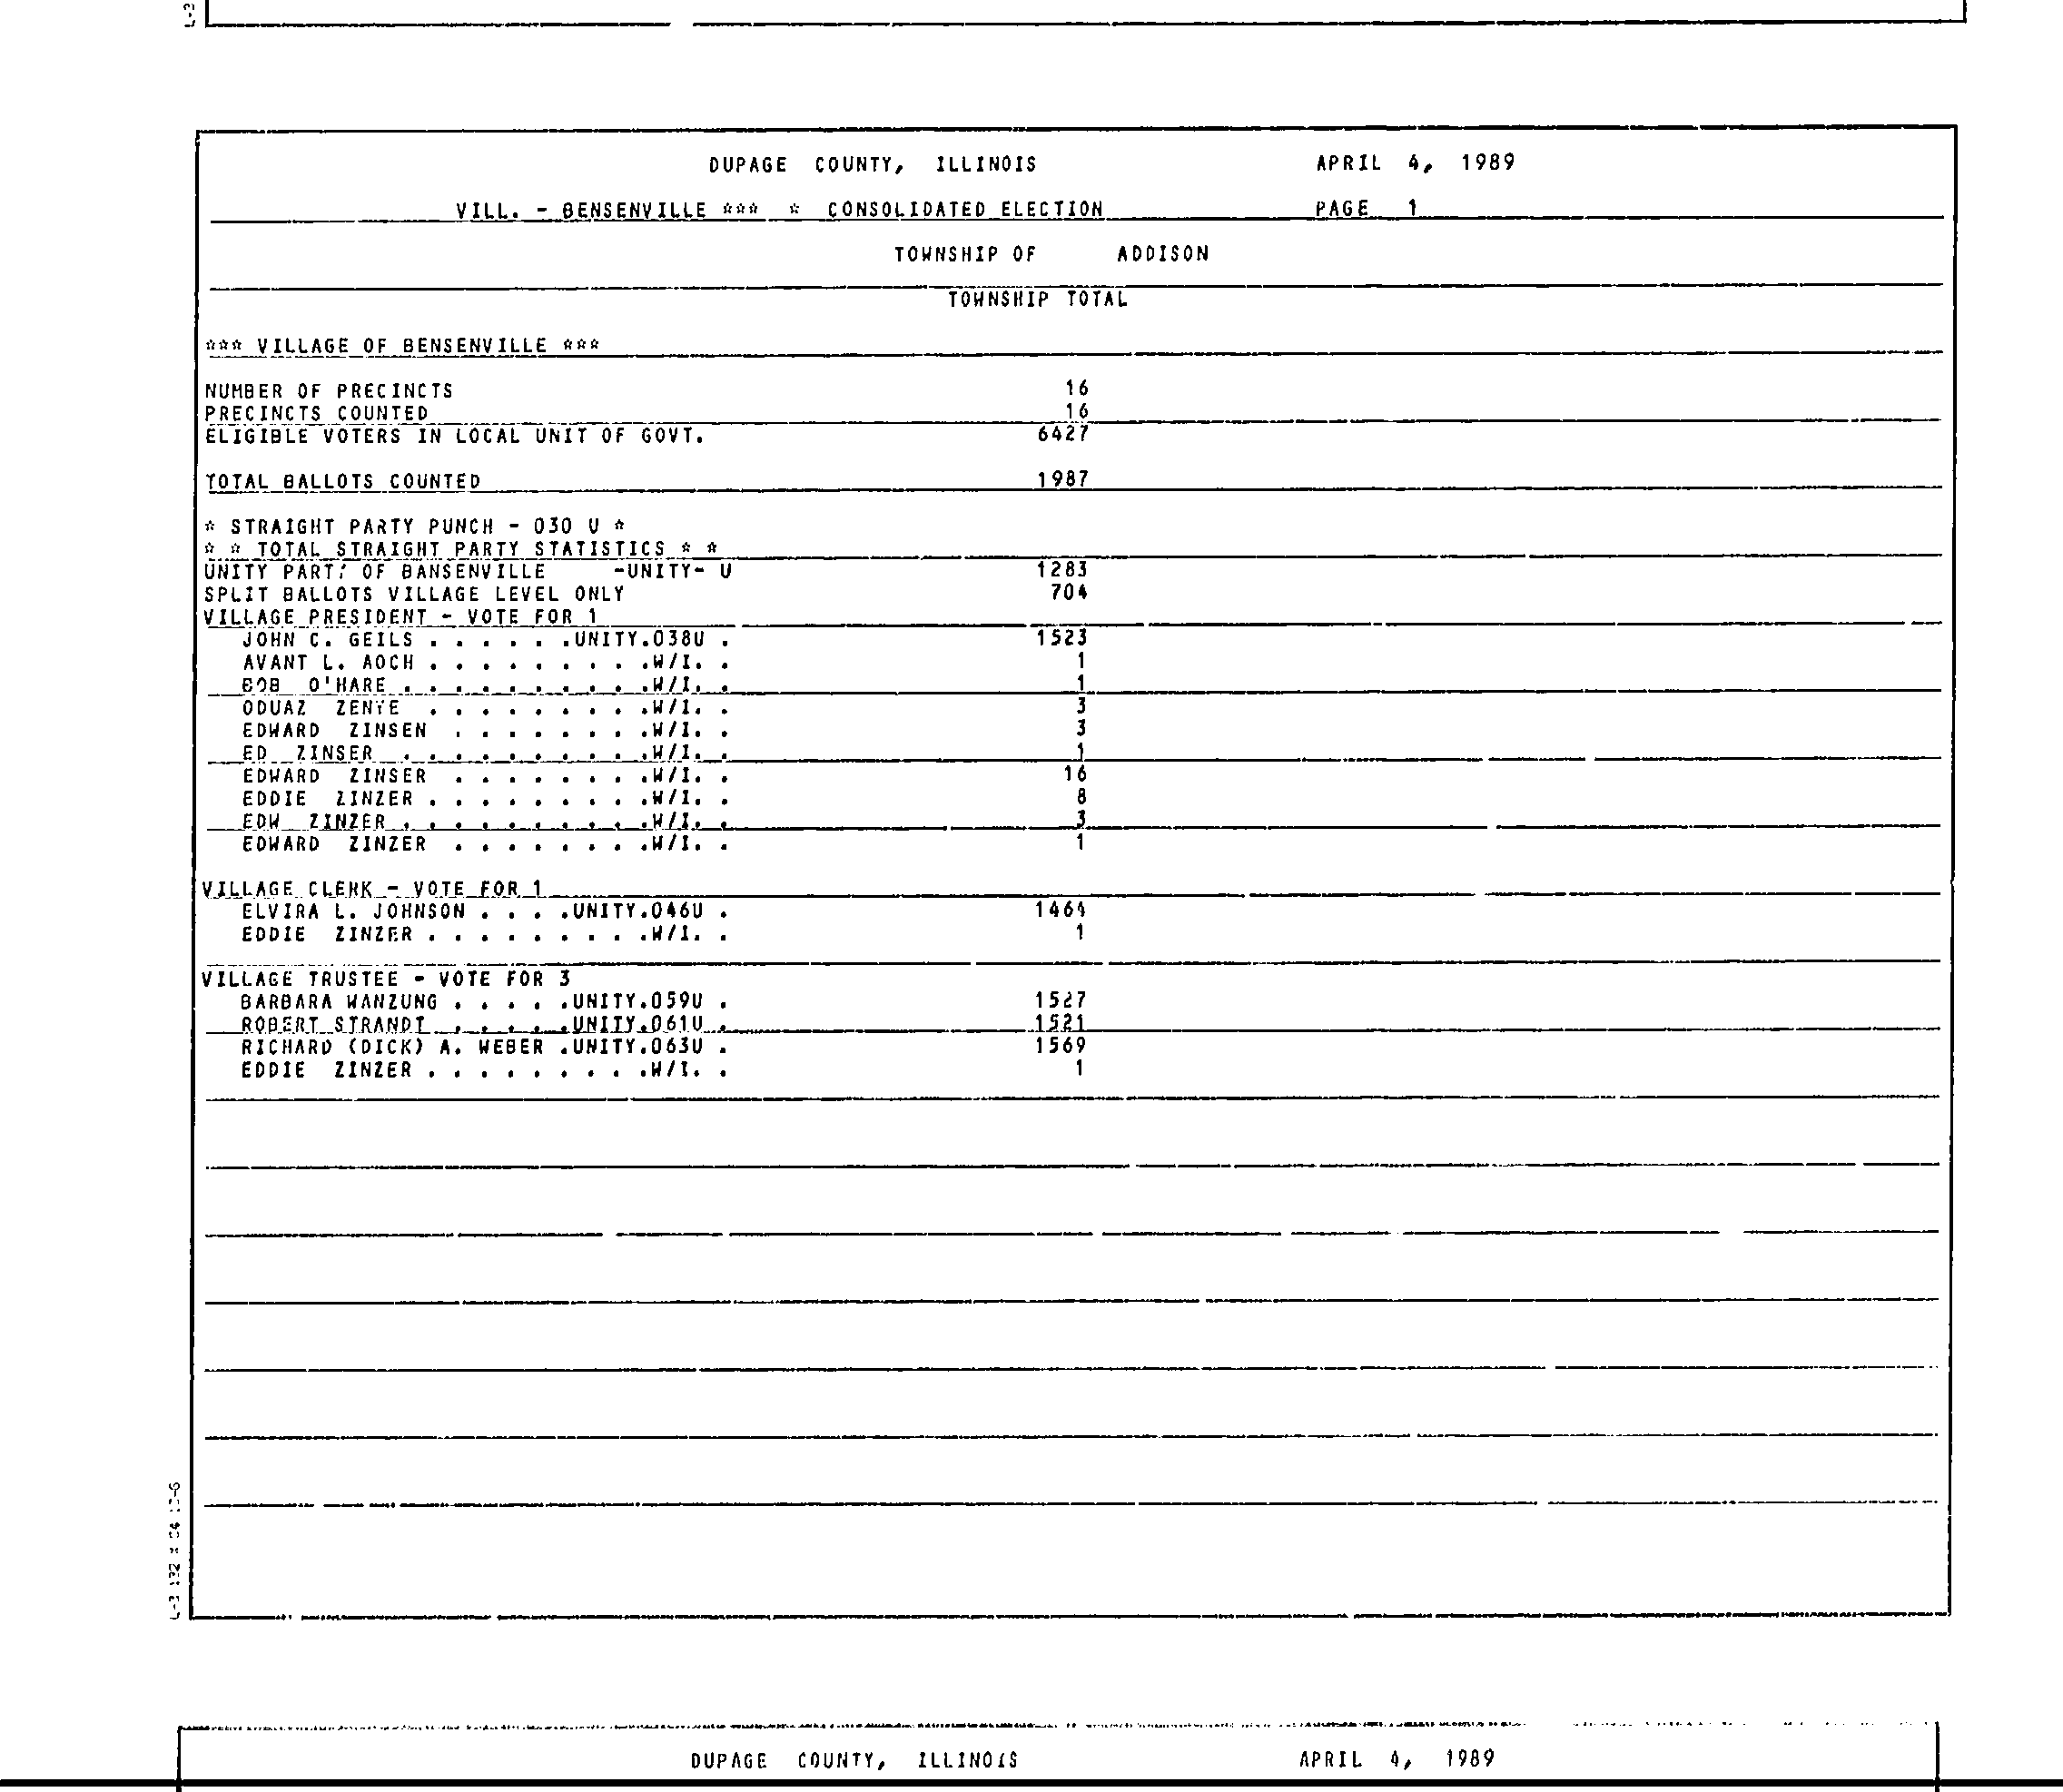 DUPAGE COUNTY, ILLINOIS APRIL 4, 1989
VILL. - BENSENVILLE *** * CONSOLIDATED ELECTION PAGE 1
TOWNSHIP OF ADDISON
TOWNSHIP TOTAL
*** VILLAGE OF BENSENVILLE ***
NUMBER OF PRECINCTS 16
PRECINCTS COUNTED 16
ELIGIBLE VOTERS IN LOCAL UNIT OF GOVT. 6427
TOTAL BALLOTS COUNTED 1987
* STRAIGHT PARTY PUNCH - 030 U *
* * TOTAL STRAIGHT PARTY STATISTICS * *
UNITY PARTY OF BANSENVILLE -UNITY- U 1283
SPLIT BALLOTS VILLAGE LEVEL ONLY 704
VILLAGE PRESIDENT - VOTE FOR 1
JOHN C. GEILS . . . . . .UNITY.038U . 1523
AVANT L. AOCH . . . . . . . . .W/I. . 1
BOB O'HARE . . . . . . . . . .W/I. . 1
ODUAZ ZENYE . . . . . . . . .W/I. . 3
EDWARD ZINSEN . . . . . . . .W/I. . 3
ED ZINSER . . . . . . . . . .W/I. . 1
EDWARD ZINSER . . . . . . . .W/I. . 16
EDDIE ZINZER . . . . . . . . .W/I. . 8
EDW ZINZER . . . . . . . . . .W/I. . 3
EDWARD ZINZER . . . . . . . .W/I. . 1
VILLAGE CLERK - VOTE FOR 1
ELVIRA L. JOHNSON . . . .UNITY.046U . 1464
EDDIE ZINZER . . . . . . . . .W/I. . 1
VILLAGE TRUSTEE - VOTE FOR 3
BARBARA WANZUNG . . . . .UNITY.059U . 1527
ROBERT STRANDT . . . . . .UNITY.061U . 1521
RICHARD (DICK) A. WEBER .UNITY.063U . 1569
EDDIE ZINZER . . . . . . . . .W/I. . 1
DUPAGE COUNTY, ILLINOIS APRIL 4, 1989